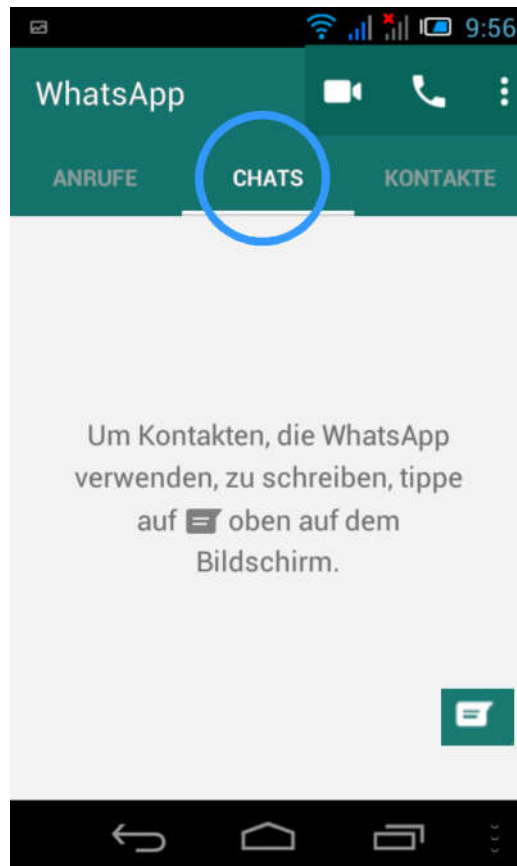 9:56
WhatsApp
ANRUFE CHATS KONTAKTE
Um Kontakten, die WhatsApp
verwenden, zu schreiben, tippe
auf oben auf dem
Bildschirm.